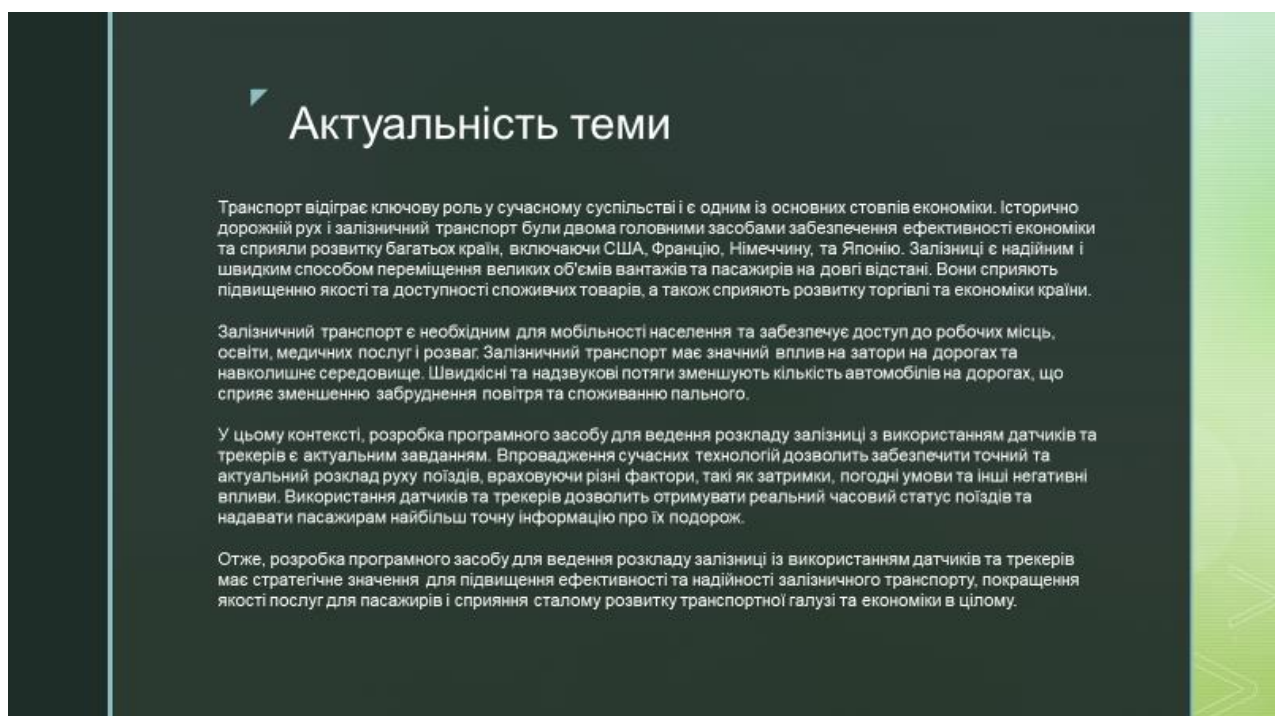 Актуальність теми
Транспорт відіграє ключову роль у сучасному суспільстві і є одним із основних стовпів економіки. Історично
дорожній рух і залізничний транспорт були двома головними засобами забезпечення ефективності економіки
та сприяли розвитку багатьох країн, включаючи США, Францію, Німеччину, та Японію. Залізниці є надійним і
швидким способом переміщення великих об'ємів вантажів та пасажирів на довгі відстані. Вони сприяють
підвищенню якості та доступності споживчих товарів, а також сприяють розвитку торгівлі та економіки країни.
Залізничний транспорт є необхідним для мобільності населення та забезпечує доступ до робочих місць,
освіти, медичних послуг і розваг. Залізничний транспорт має значний вплив на затори на дорогах та
навколишнє середовище. Швидкісні та надзвукові потяги зменшують кількість автомобілів на дорогах, що
сприяє зменшенню забруднення повітря та споживанню пального.
У цьому контексті, розробка програмного засобу для ведення розкладу залізниці з використанням датчиків та
трекерів є актуальним завданням. Впровадження сучасних технологій дозволить забезпечити точний та
актуальний розклад руху поїздів, враховуючи різні фактори, такі як затримки, погодні умови та інші негативні
впливи. Використання датчиків та трекерів дозволить отримувати реальний часовий статус поїздів та
надавати пасажирам найбільш точну інформацію про їх подорож.
Отже, розробка програмного засобу для ведення розкладу залізниці із використанням датчиків та трекерів
має стратегічне значення для підвищення ефективності та надійності залізничного транспорту, покращення
якості послуг для пасажирів і сприяння сталому розвитку транспортної галузі та економіки в цілому.